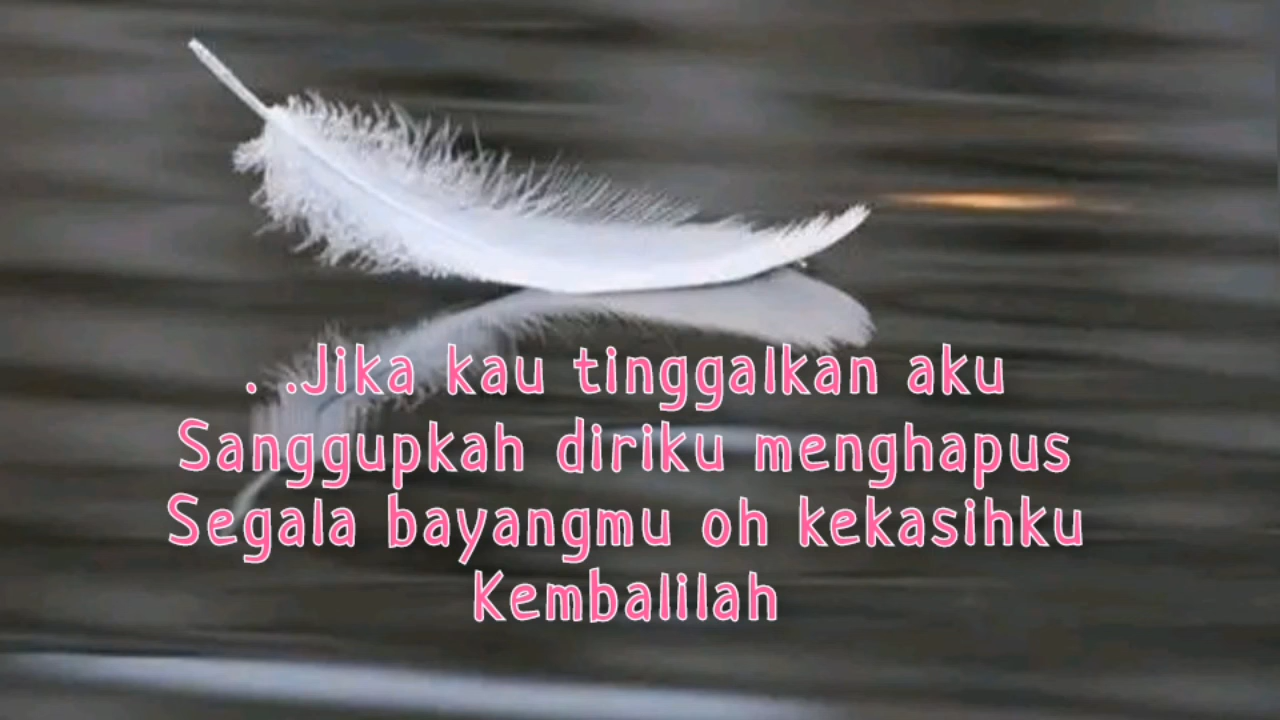 . .Jika kau tinggalkan aku
Sanggupkah diriku menghapus
Segala bayangmu oh kekasihku
Kembalilah